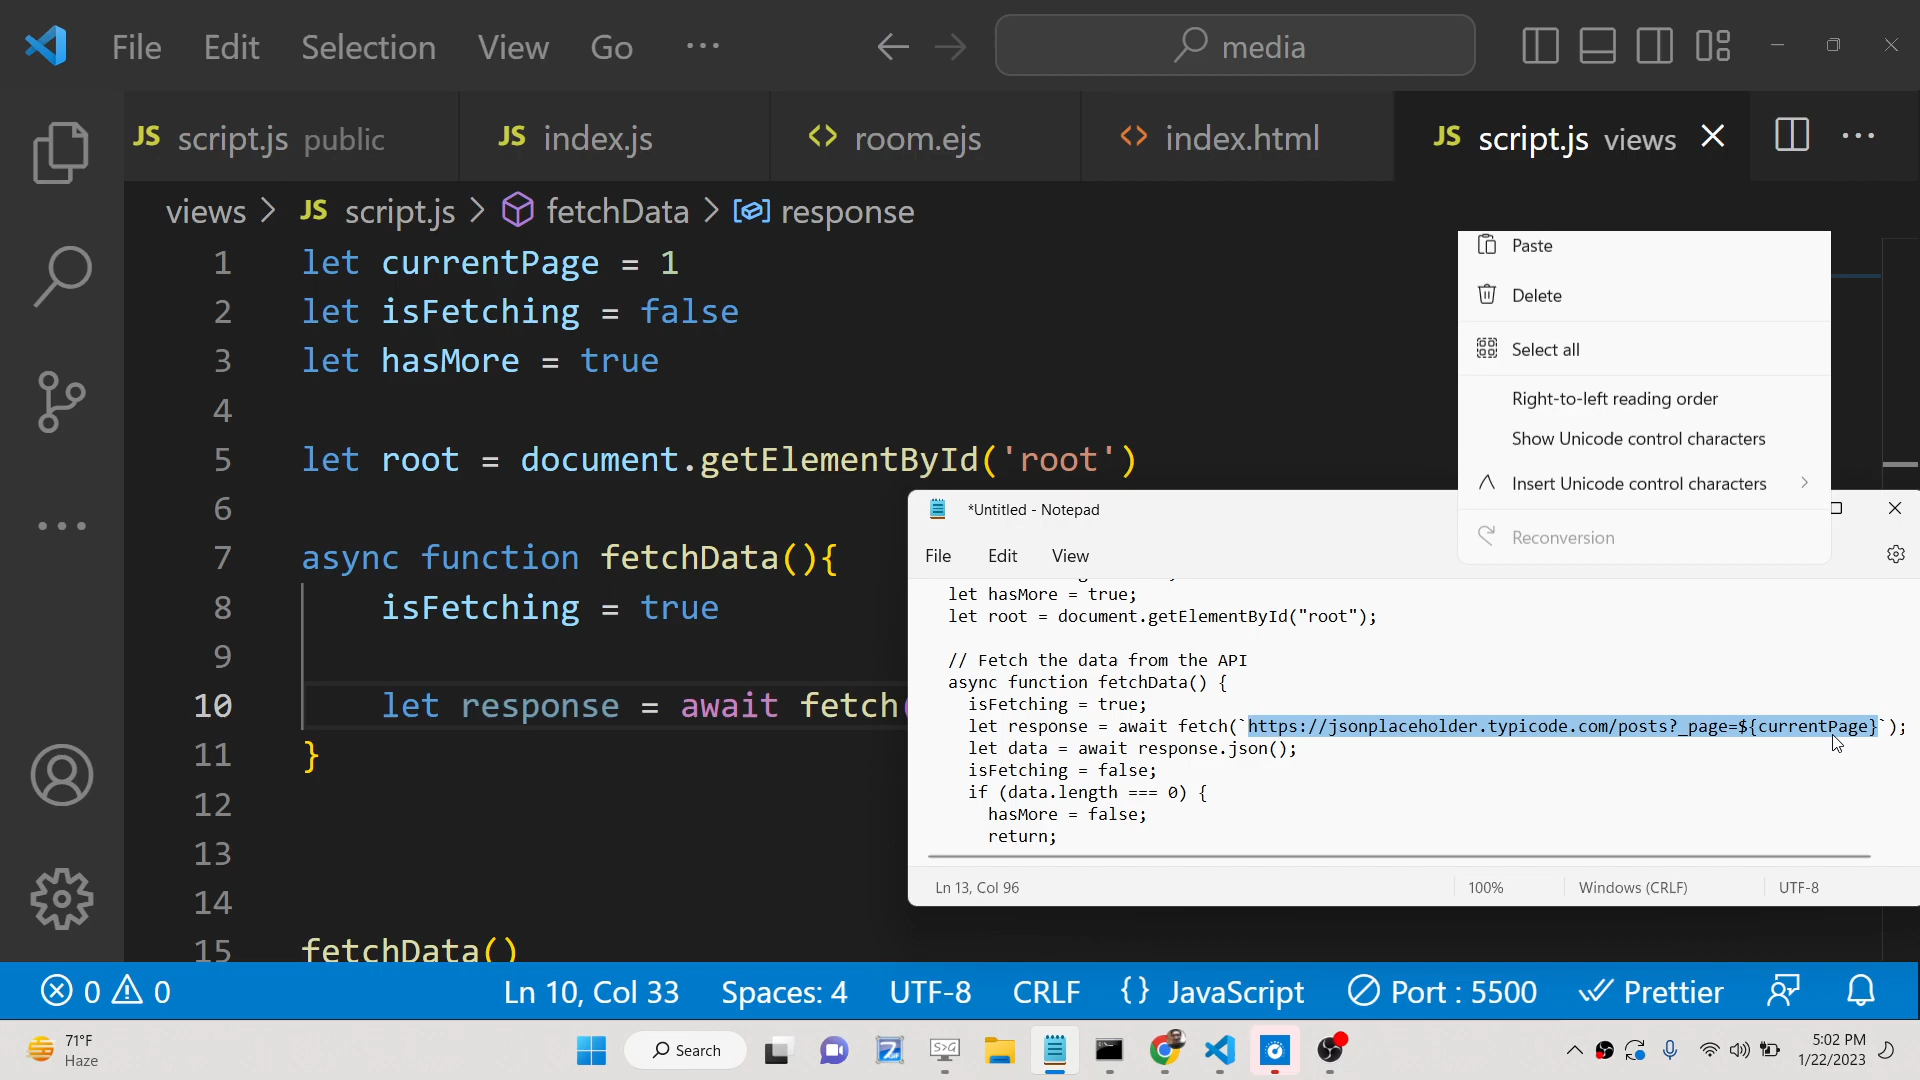 File Edit Selection View Go ... media
JS script.js public JS index.js <> room.ejs <> index.html JS script.js views
views > JS script.js > fetchData > response
1 let currentPage = 1
2 let isFetching = false
3 let hasMore = true
4
5 let root = document.getElementById('root')
6
7 async function fetchData(){
8 isFetching = true
9
10 let response = await fetch(
11 }
12
13
14
15 fetchData()
Paste
Delete
Select all
Right-to-left reading order
Show Unicode control characters
Insert Unicode control characters
Reconversion
*Untitled - Notepad
File Edit View
let hasMore = true;
let root = document.getElementById("root");
// Fetch the data from the API
async function fetchData() {
isFetching = true;
let response = await fetch(`https://jsonplaceholder.typicode.com/posts?_page=${currentPage}`);
let data = await response.json();
isFetching = false;
if (data.length === 0) {
hasMore = false;
return;
Ln 13, Col 96 100% Windows (CRLF) UTF-8
0 0 Ln 10, Col 33 Spaces: 4 UTF-8 CRLF {} JavaScript Port : 5500 Prettier
71°F
Haze
Search
5:02 PM
1/22/2023